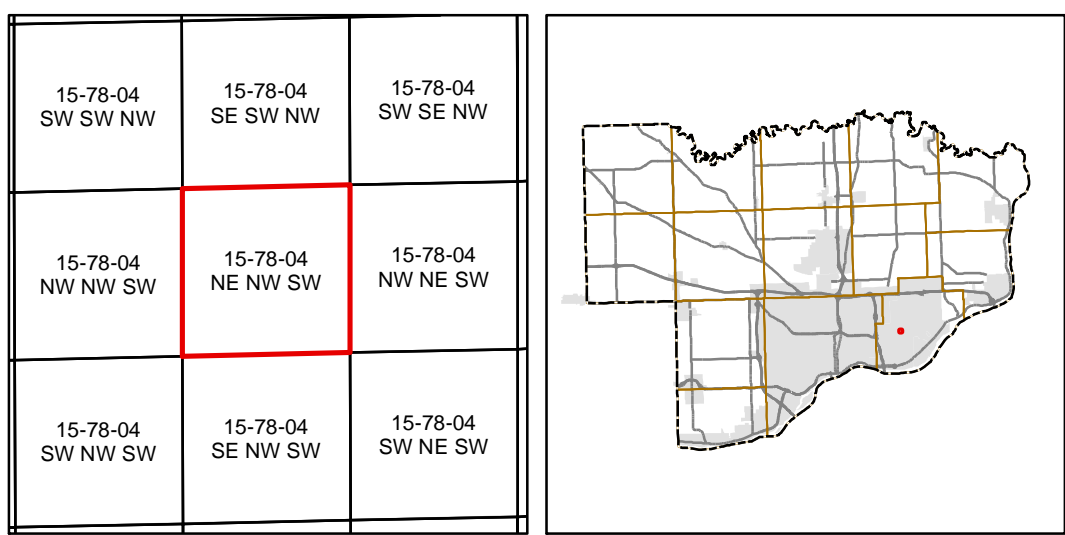 15-78-04
SW SW NW
15-78-04
SE SW NW
15-78-04
SW SE NW
15-78-04
NW NW SW
15-78-04
NE NW SW
15-78-04
NW NE SW
15-78-04
SW NW SW
15-78-04
SE NW SW
15-78-04
SW NE SW